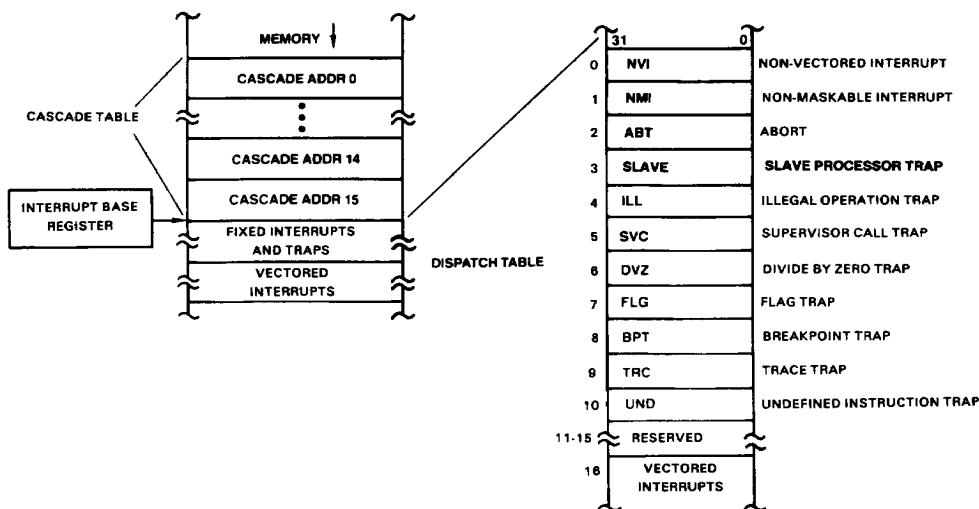 MEMORY
CASCADE ADDR 0
CASCADE TABLE
CASCADE ADDR 14
CASCADE ADDR 15
INTERRUPT BASE
REGISTER
FIXED INTERRUPTS
AND TRAPS
VECTORED
INTERRUPTS
DISPATCH TABLE
31 0
0 NVI NON-VECTORED INTERRUPT
1 NMI NON-MASKABLE INTERRUPT
2 ABT ABORT
3 SLAVE SLAVE PROCESSOR TRAP
4 ILL ILLEGAL OPERATION TRAP
5 SVC SUPERVISOR CALL TRAP
6 DVZ DIVIDE BY ZERO TRAP
7 FLG FLAG TRAP
8 BPT BREAKPOINT TRAP
9 TRC TRACE TRAP
10 UND UNDEFINED INSTRUCTION TRAP
11-15 RESERVED
16 VECTORED
INTERRUPTS